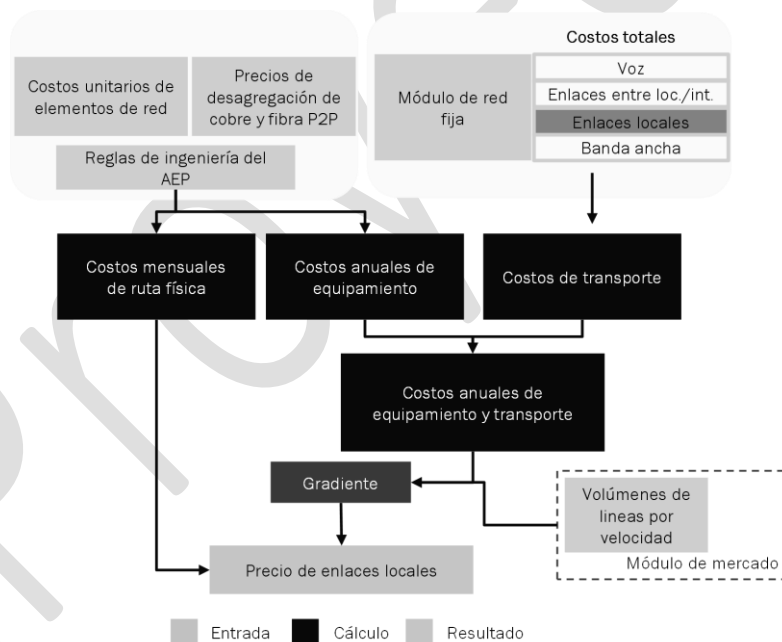 Costos totales
Costos unitarios de
elementos de red
Precios de
desagregación de
cobre y fibra P2P
Reglas de ingeniería del
AEP
Módulo de red
fija
Voz
Enlaces entre loc./int.
Enlaces locales
Banda ancha
Costos mensuales
de ruta física
Costos anuales de
equipamiento
Costos de transporte
Costos anuales de
equipamiento y transporte
Gradiente
Volúmenes de
lineas por
velocidad
Módulo de mercado
Precio de enlaces locales
Entrada
Cálculo
Resultado